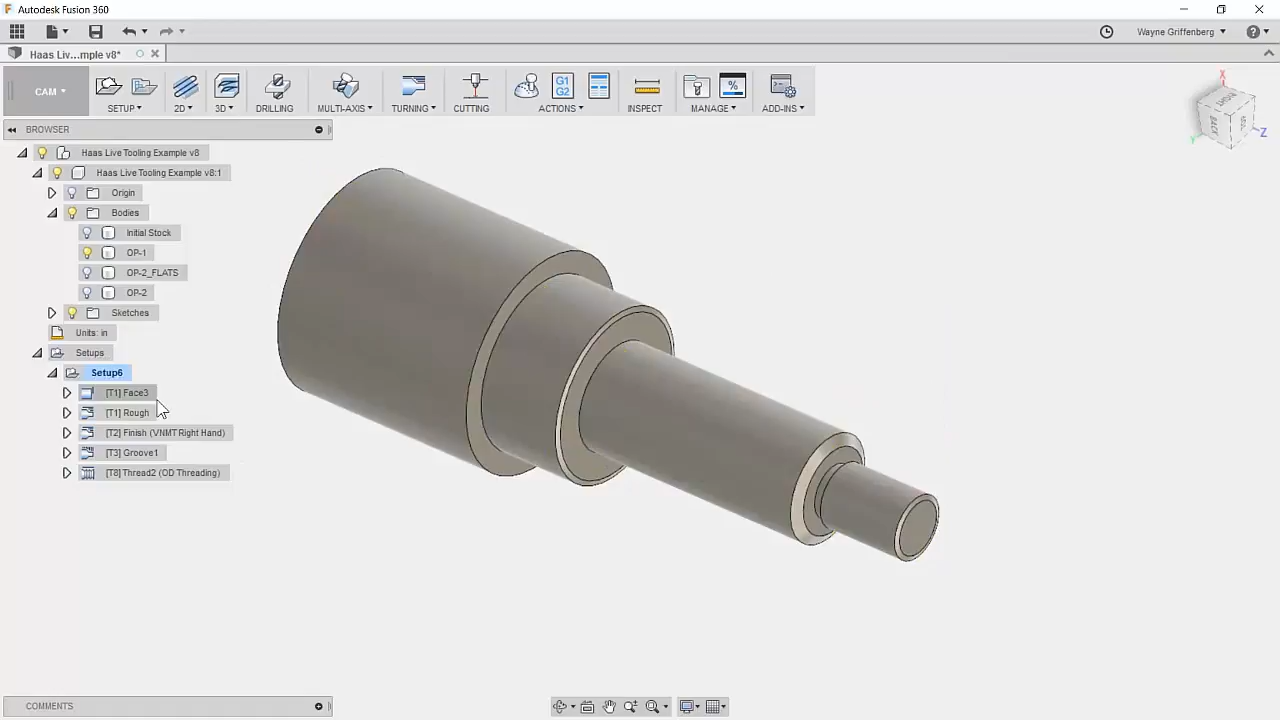 Autodesk Fusion 360
Wayne Griffenberg
Haas Liv...mple v8*
CAM
SETUP
2D
3D
DRILLING
MULTI-AXIS
TURNING
CUTTING
G1
G2
ACTIONS
INSPECT
%
MANAGE
ADD-INS
BROWSER
X
BACK
Y
Z
Haas Live Tooling Example v8
Haas Live Tooling Example v8:1
Origin
Bodies
Initial Stock
OP-1
OP-2_FLATS
OP-2
Sketches
Units: in
Setups
Setup6
[T1] Face3
[T1] Rough
[T2] Finish (VNMT Right Hand)
[T3] Groove1
[T8] Thread2 (OD Threading)
COMMENTS